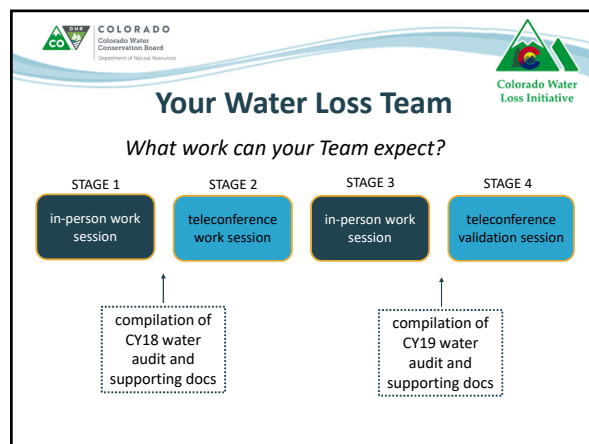 CO
DNR
COLORADO
Colorado Water
Conservation Board
Department of Natural Resources
Colorado Water
Loss Initiative
Your Water Loss Team
What work can your Team expect?
STAGE 1
STAGE 2
STAGE 3
STAGE 4
in-person work
session
teleconference
work session
in-person work
session
teleconference
validation session
compilation of
CY18 water
audit and
supporting docs
compilation of
CY19 water
audit and
supporting docs